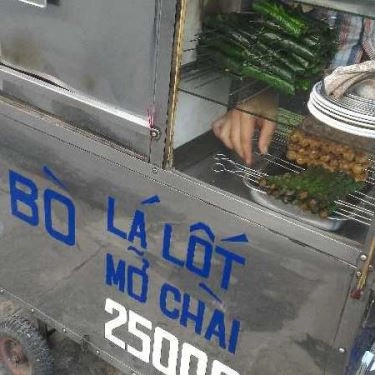 BÒ LÁ LỐT
MỠ CHÀI
25000